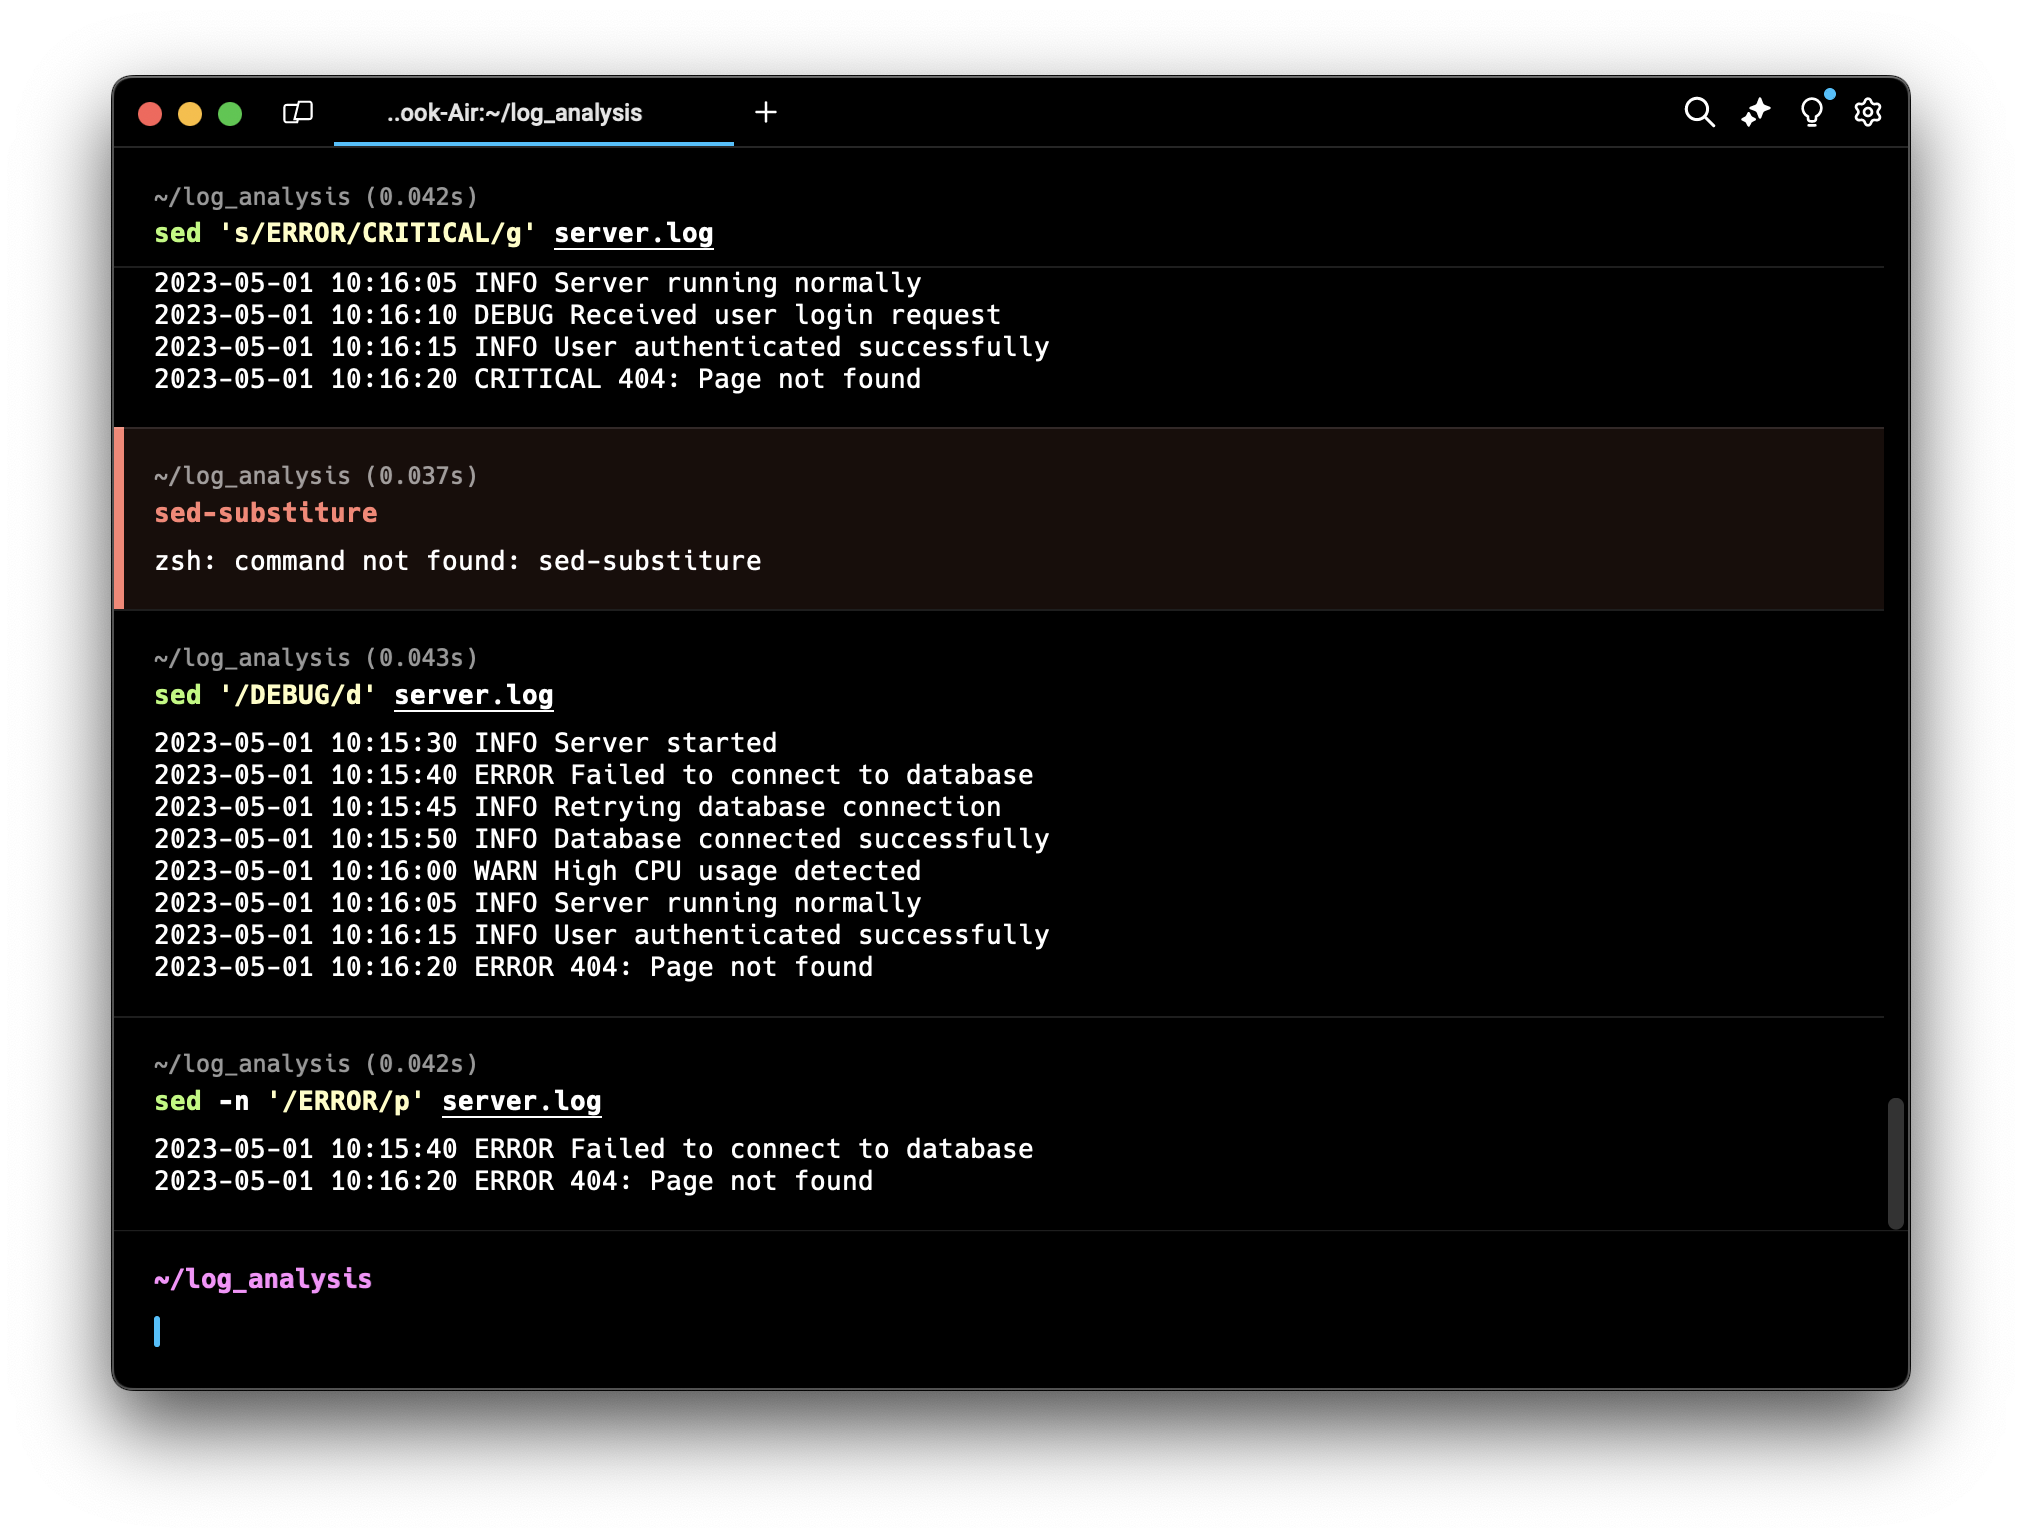 ..ook-Air:~/log_analysis
~/log_analysis (0.042s)
sed 's/ERROR/CRITICAL/g' server.log
2023-05-01 10:16:05 INFO Server running normally
2023-05-01 10:16:10 DEBUG Received user login request
2023-05-01 10:16:15 INFO User authenticated successfully
2023-05-01 10:16:20 CRITICAL 404: Page not found
~/log_analysis (0.037s)
sed-substiture
zsh: command not found: sed-substiture
~/log_analysis (0.043s)
sed '/DEBUG/d' server.log
2023-05-01 10:15:30 INFO Server started
2023-05-01 10:15:40 ERROR Failed to connect to database
2023-05-01 10:15:45 INFO Retrying database connection
2023-05-01 10:15:50 INFO Database connected successfully
2023-05-01 10:16:00 WARN High CPU usage detected
2023-05-01 10:16:05 INFO Server running normally
2023-05-01 10:16:15 INFO User authenticated successfully
2023-05-01 10:16:20 ERROR 404: Page not found
~/log_analysis (0.042s)
sed -n '/ERROR/p' server.log
2023-05-01 10:15:40 ERROR Failed to connect to database
2023-05-01 10:16:20 ERROR 404: Page not found
~/log_analysis